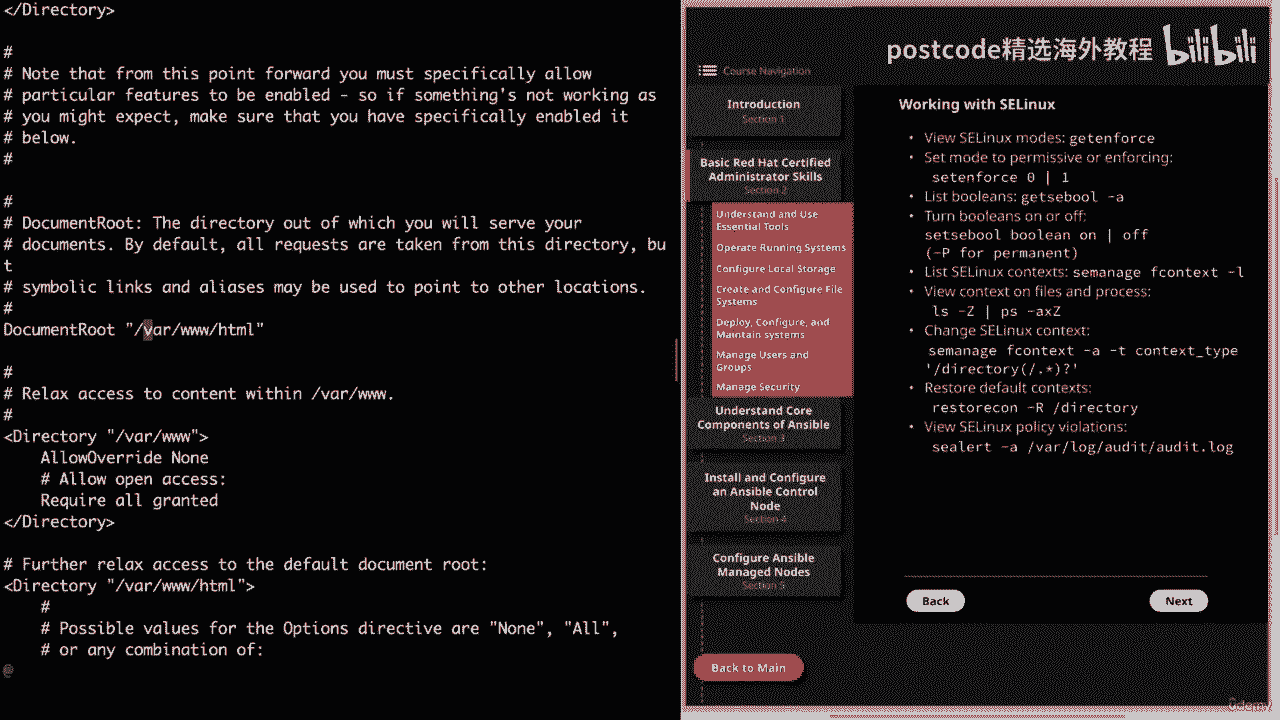 </Directory>
#
# Note that from this point forward you must specifically allow
# particular features to be enabled - so if something's not working as
# you might expect, make sure that you have specifically enabled it
# below.
#
#
# DocumentRoot: The directory out of which you will serve your
# documents. By default, all requests are taken from this directory, bu
t
# symbolic links and aliases may be used to point to other locations.
#
DocumentRoot "/var/www/html"
#
# Relax access to content within /var/www.
#
<Directory "/var/www">
    AllowOverride None
    # Allow open access:
    Require all granted
</Directory>
# Further relax access to the default document root:
<Directory "/var/www/html">
    #
    # Possible values for the Options directive are "None", "All",
    # or any combination of:
@
postcode精选海外教程 bilibili
Course Navigation
Introduction
Section 1
Basic Red Hat Certified
Administrator Skills
Section 2
Understand and Use
Essential Tools
Operate Running Systems
Configure Local Storage
Create and Configure File
Systems
Deploy, Configure, and
Maintain systems
Manage Users and
Groups
Manage Security
Understand Core
Components of Ansible
Section 3
Install and Configure
an Ansible Control
Node
Section 4
Configure Ansible
Managed Nodes
Section 5
Back to Main
Working with SELinux
• View SELinux modes: getenforce
• Set mode to permissive or enforcing:
setenforce 0 | 1
• List booleans: getsebool -a
• Turn booleans on or off:
setsebool boolean on | off
(-P for permanent)
• List SELinux contexts: semanage fcontext -l
• View context on files and process:
ls -Z | ps -axZ
• Change SELinux context:
semanage fcontext -a -t context_type
'/directory(/.*)?'
• Restore default contexts:
restorecon -R /directory
• View SELinux policy violations:
sealert -a /var/log/audit/audit.log
Back
Next
ûdemy